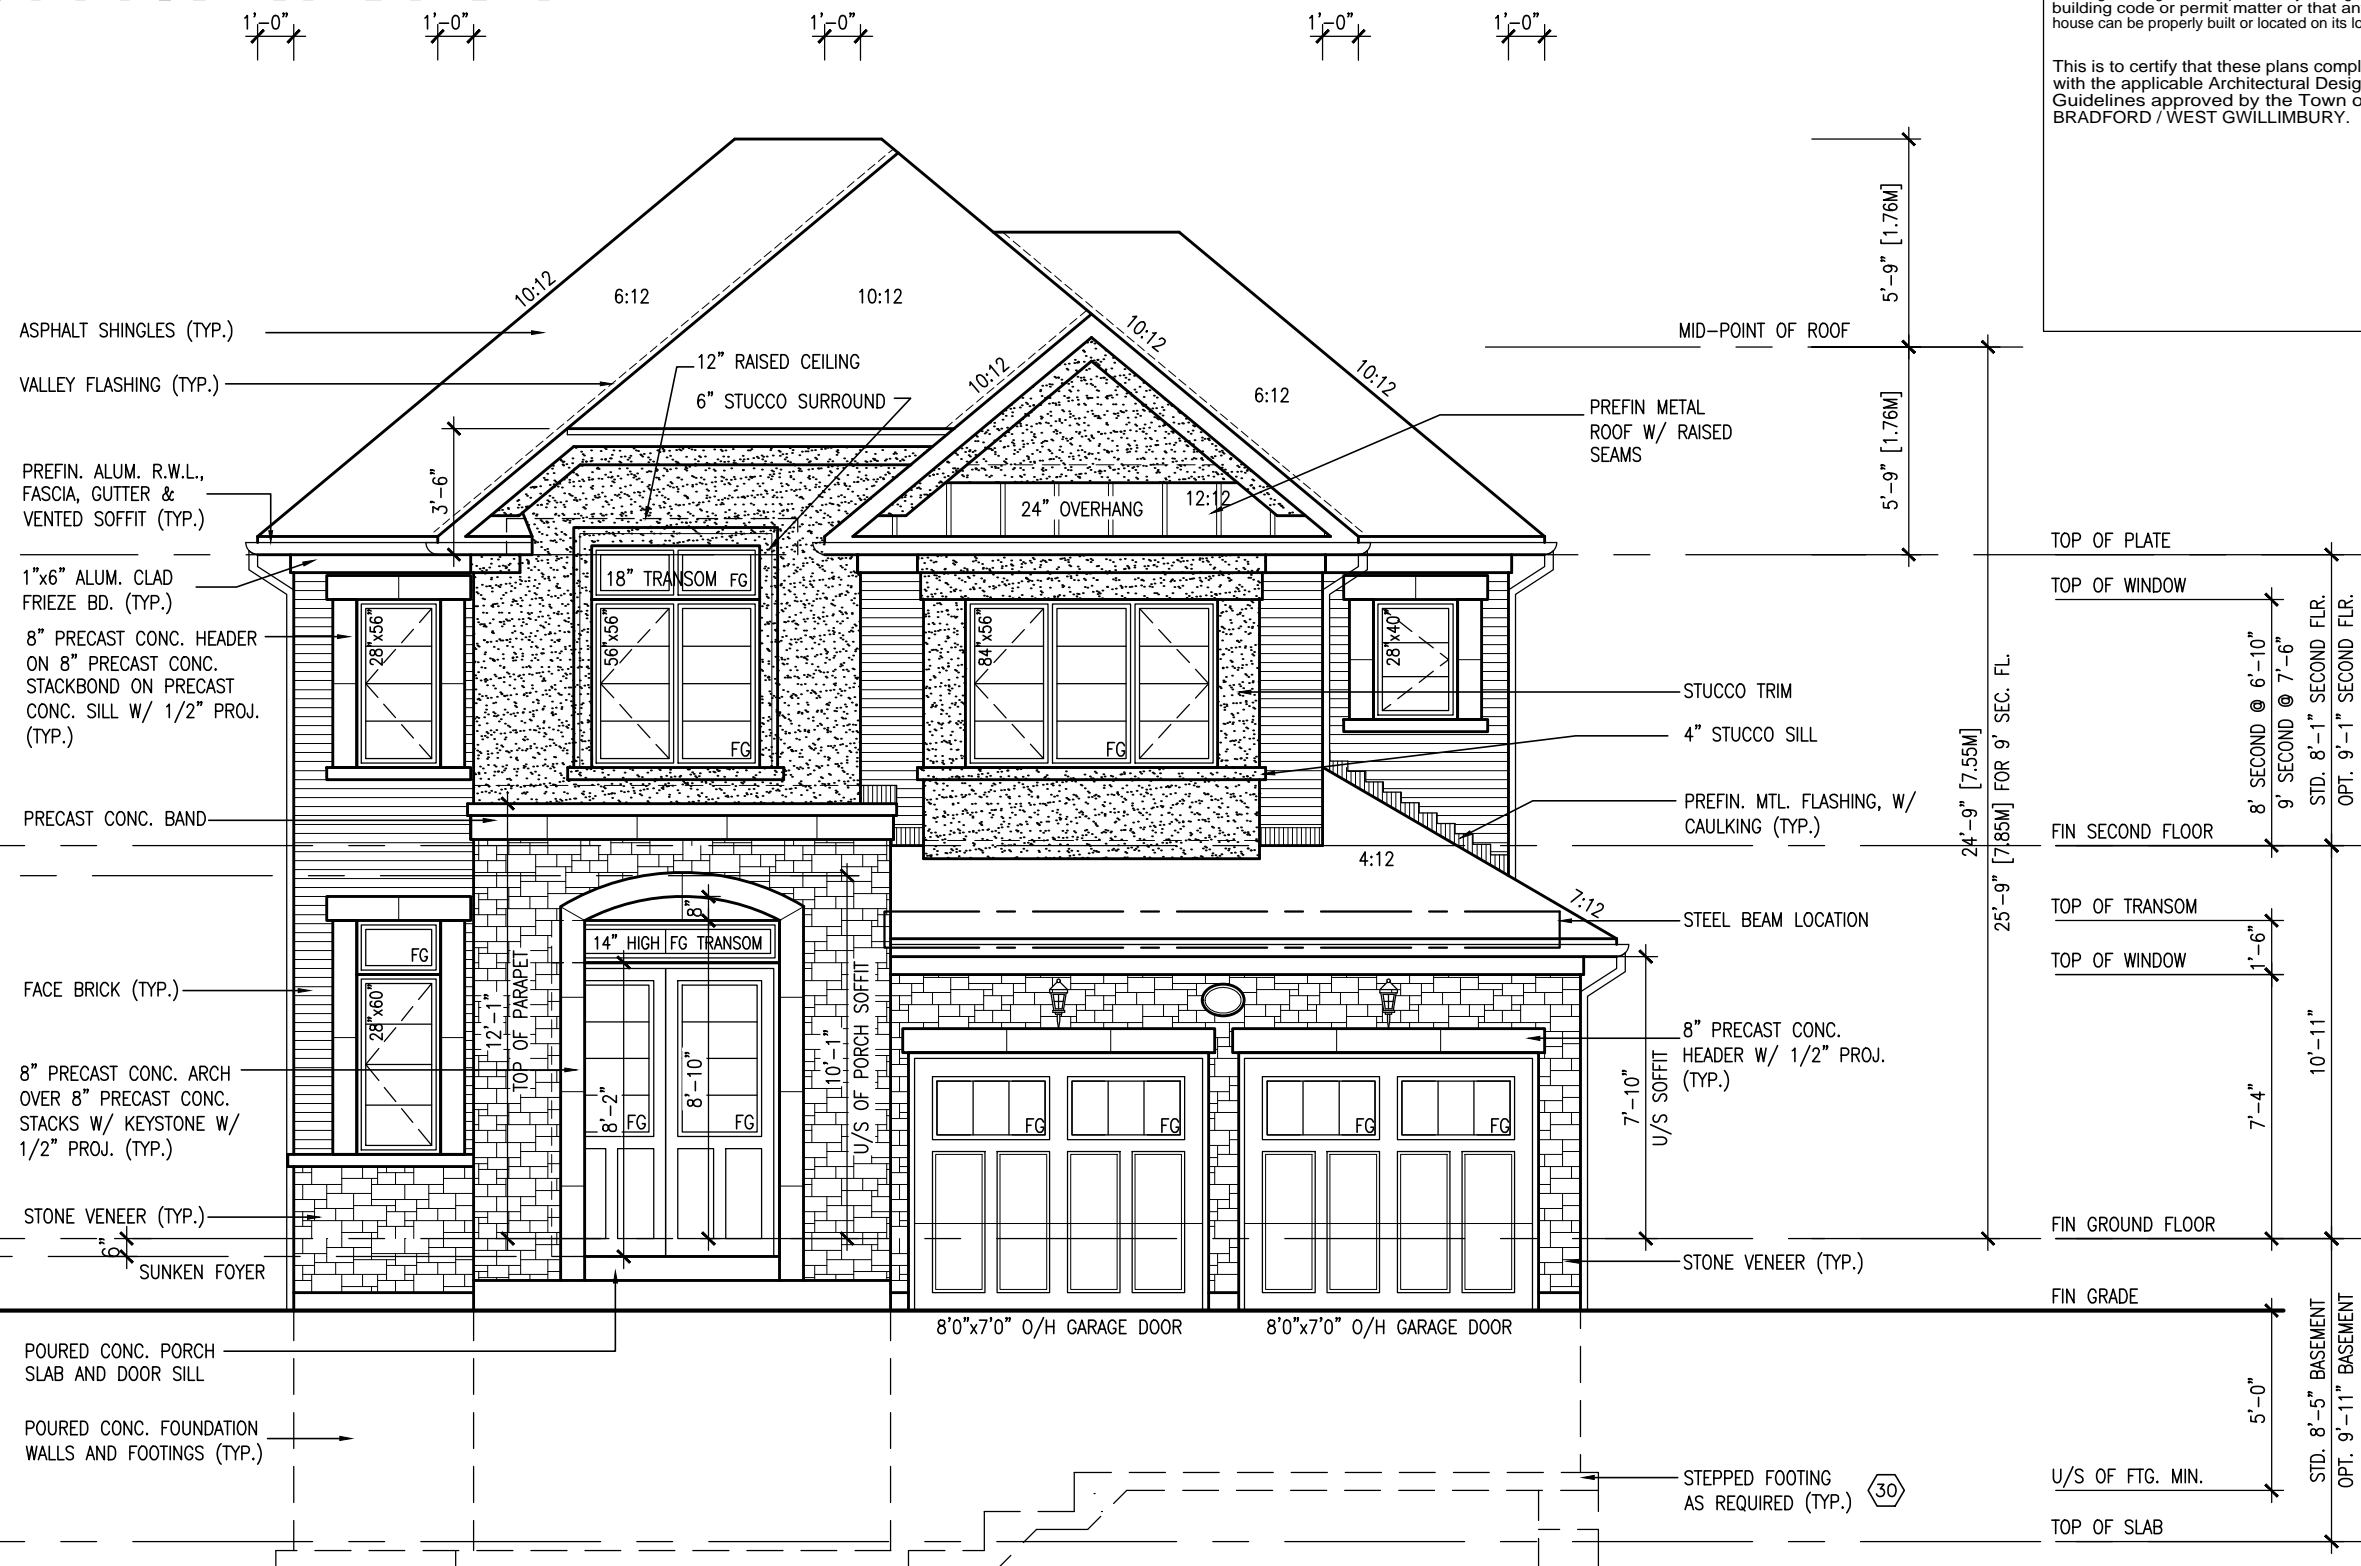 1'-0"
1'-0"
1'-0"
1'-0"
1'-0"
building code or permit matter or that an
house can be properly built or located on its lo
This is to certify that these plans compl
with the applicable Architectural Desig
Guidelines approved by the Town o
BRADFORD / WEST GWILLIMBURY.
10:12
6:12
10:12
10:12
10:12
6:12
10:12
ASPHALT SHINGLES (TYP.)
VALLEY FLASHING (TYP.)
PREFIN. ALUM. R.W.L.,
FASCIA, GUTTER &
VENTED SOFFIT (TYP.)
1"x6" ALUM. CLAD
FRIEZE BD. (TYP.)
8" PRECAST CONC. HEADER
ON 8" PRECAST CONC.
STACKBOND ON PRECAST
CONC. SILL W/ 1/2" PROJ.
(TYP.)
PRECAST CONC. BAND
FACE BRICK (TYP.)
8" PRECAST CONC. ARCH
OVER 8" PRECAST CONC.
STACKS W/ KEYSTONE W/
1/2" PROJ. (TYP.)
STONE VENEER (TYP.)
6"
SUNKEN FOYER
POURED CONC. PORCH
SLAB AND DOOR SILL
POURED CONC. FOUNDATION
WALLS AND FOOTINGS (TYP.)
12" RAISED CEILING
6" STUCCO SURROUND
3'-6"
24" OVERHANG
12:12
18" TRANSOM
FG
28"x56"
56"x56"
FG
84"x56"
FG
28"x40"
4:12
7:12
FG
28"x60"
8"
14" HIGH FG TRANSOM
12'-1"
TOP OF PARAPET
8'-2"
8'-10"
FG
FG
10'-1"
U/S OF PORCH SOFFIT
FG
FG
FG
FG
8'0"x7'0" O/H GARAGE DOOR
8'0"x7'0" O/H GARAGE DOOR
MID-POINT OF ROOF
PREFIN METAL
ROOF W/ RAISED
SEAMS
STUCCO TRIM
4" STUCCO SILL
PREFIN. MTL. FLASHING, W/
CAULKING (TYP.)
STEEL BEAM LOCATION
8" PRECAST CONC.
HEADER W/ 1/2" PROJ.
(TYP.)
7'-10"
U/S SOFFIT
STONE VENEER (TYP.)
STEPPED FOOTING
AS REQUIRED (TYP.)
30
5'-9" [1.76M]
5'-9" [1.76M]
24'-9" [7.55M]
25'-9" [7.85M] FOR 9' SEC. FL.
TOP OF PLATE
TOP OF WINDOW
8' SECOND @ 6'-10"
9' SECOND @ 7'-6"
STD. 8'-1" SECOND FLR.
OPT. 9'-1" SECOND FLR.
FIN SECOND FLOOR
TOP OF TRANSOM
1'-6"
TOP OF WINDOW
7'-4"
10'-11"
FIN GROUND FLOOR
FIN GRADE
5'-0"
STD. 8'-5" BASEMENT
OPT. 9'-11" BASEMENT
U/S OF FTG. MIN.
TOP OF SLAB